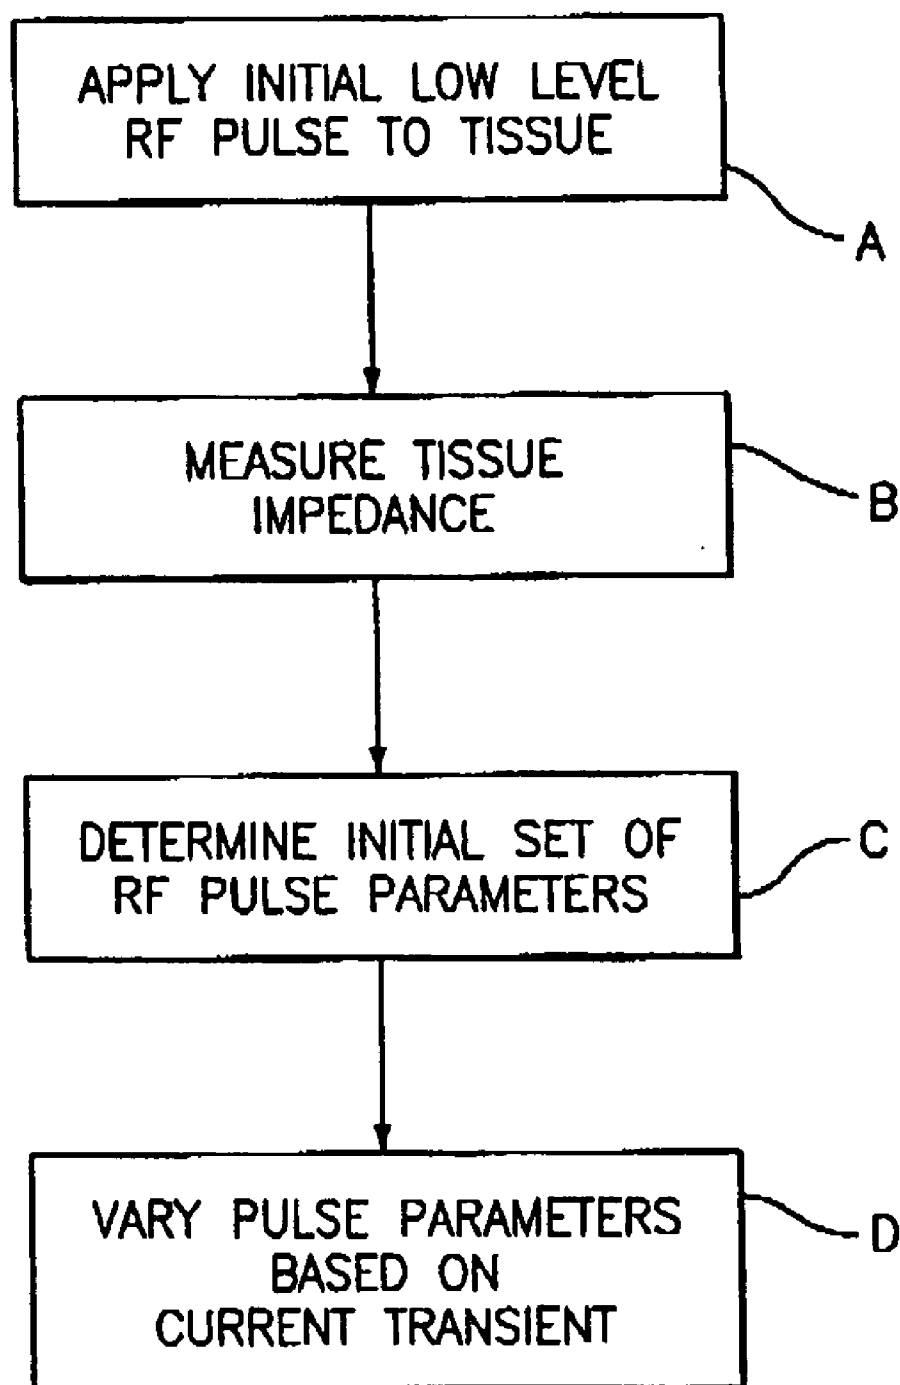 APPLY INITIAL LOW LEVEL
RF PULSE TO TISSUE
A
MEASURE TISSUE
IMPEDANCE
B
DETERMINE INITIAL SET OF
RF PULSE PARAMETERS
C
VARY PULSE PARAMETERS
BASED ON
CURRENT TRANSIENT
D